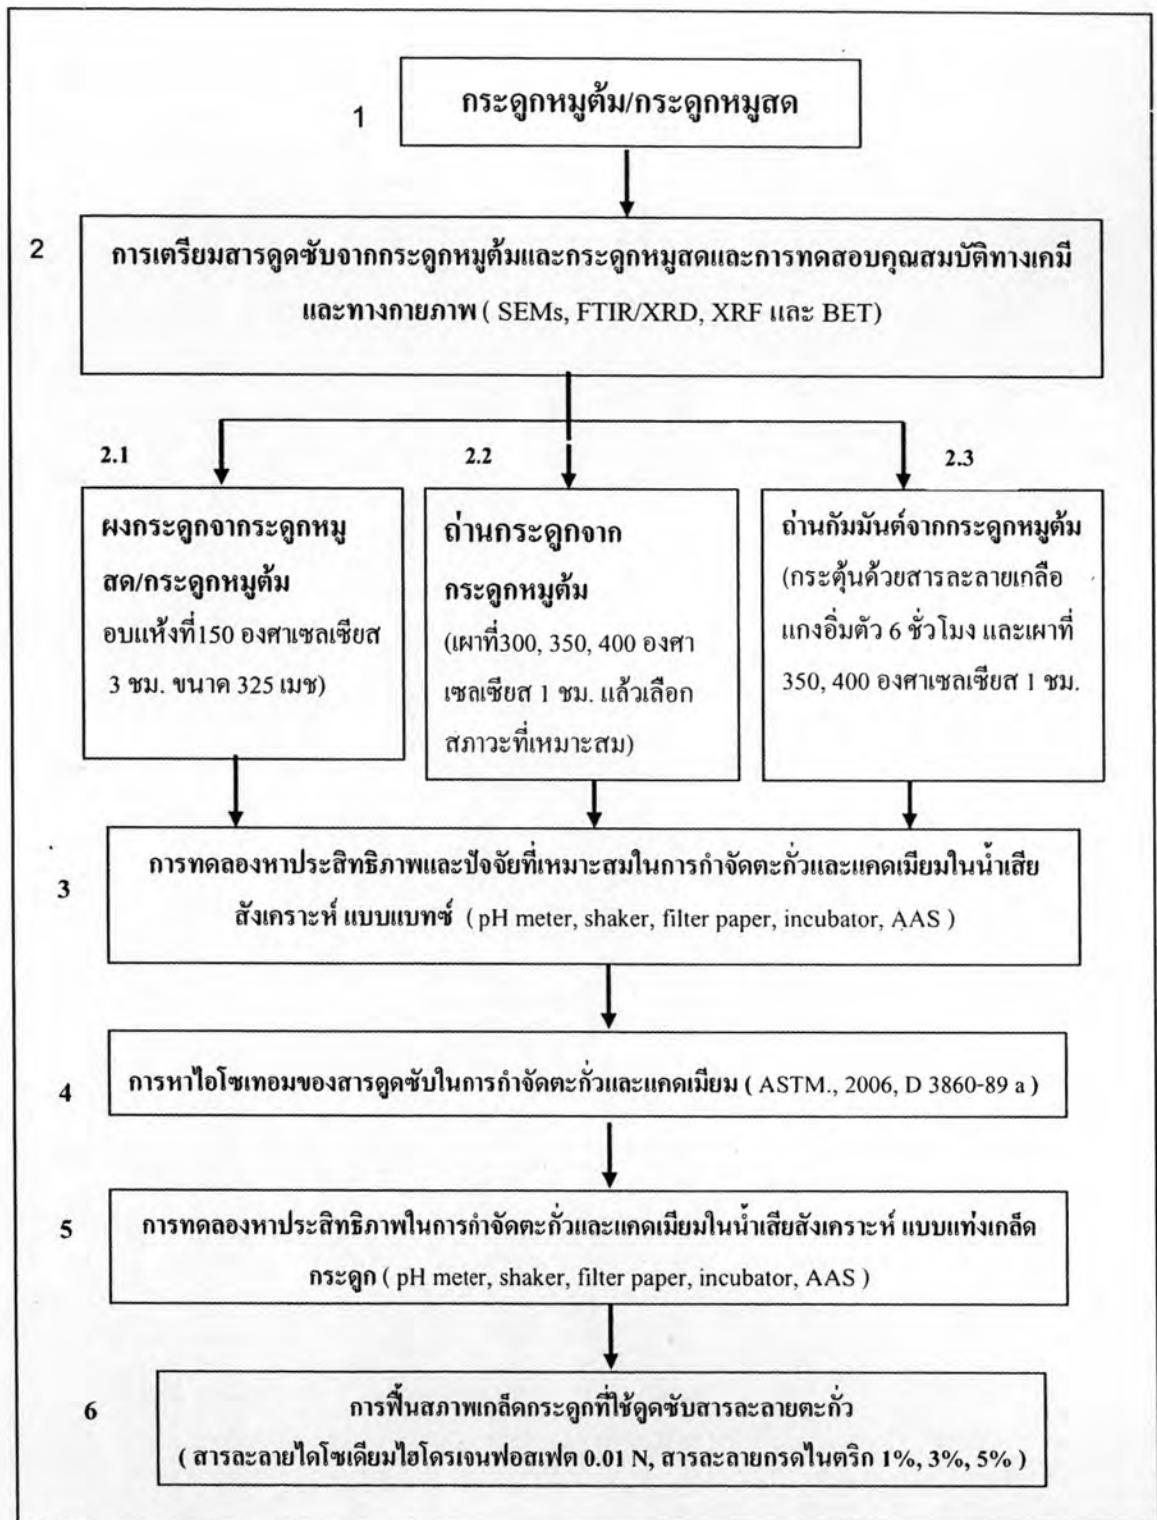 1
กระดูกหมูต้ม/กระดูกหมูสด
2
การเตรียมสารดูดซับจากกระดูกหมูต้มและกระดูกหมูสดและการทดสอบคุณสมบัติทางเคมี
และทางกายภาพ ( SEMs, FTIR/XRD, XRF และ BET)
2.1
ผงกระดูกจากระดูกหมู
สด/กระดูกหมูต้ม
อบแห้งที่150 องศาเซลเซียส
3 ชม. ขนาด 325 เมช)
2.2
ถ่านกระดูกจาก
กระดูกหมูต้ม
(เผาที่300, 350, 400 องศา
เซลเซียส 1 ชม. แล้วเลือก
สภาวะที่เหมาะสม)
2.3
ถ่านกัมมันต์จากกระดูกหมูต้ม
(กระตุ้นด้วยสารละลายเกลือ
แกงอิ่มตัว 6 ชั่วโมง และเผาที่
350, 400 องศาเซลเซียส 1 ชม.
3
การทดลองหาประสิทธิภาพและปัจจัยที่เหมาะสมในการกำจัดตะกั่วและแคดเมียมในน้ำเสีย
สังเคราะห์ แบบแบทซ์ ( pH meter, shaker, filter paper, incubator, AAS )
4
การหาไอโซเทอมของสารดูดซับในการกำจัดตะกั่วและแคดเมียม ( ASTM., 2006, D 3860-89 a )
5
การทดลองหาประสิทธิภาพในการกำจัดตะกั่วและแคดเมียมในน้ำเสียสังเคราะห์ แบบแท่งเกล็ด
กระดูก ( pH meter, shaker, filter paper, incubator, AAS )
6
การฟื้นสภาพเกล็ดกระดูกที่ใช้ดูดซับสารละลายตะกั่ว
( สารละลายไดโซเดียมไฮโดรเจนฟอสเฟต 0.01 N, สารละลายกรดไนตริก 1%, 3%, 5% )